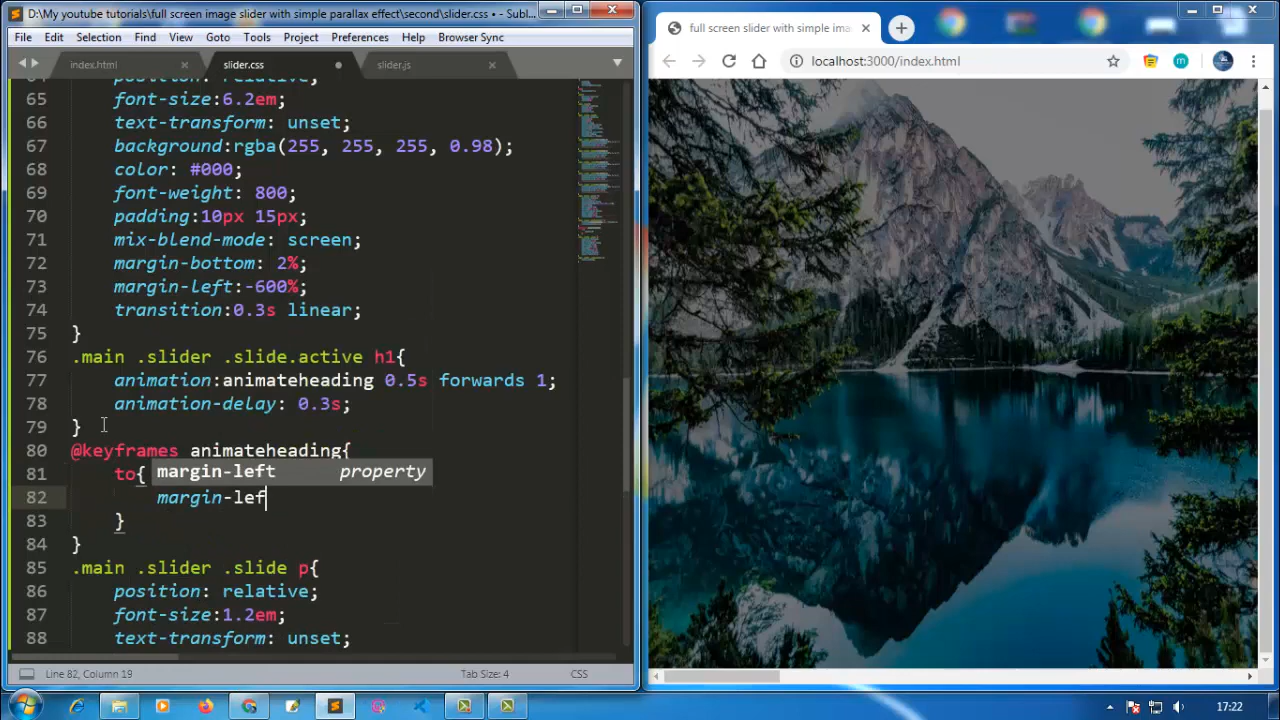 D:\My youtube tutorials\full screen image slider with simple parallax effect\second\slider.css • - Subl...
File Edit Selection Find View Goto Tools Project Preferences Help Browser Sync
index.html slider.css slider.js
position: relative;
65 font-size:6.2em;
66 text-transform: unset;
67 background:rgba(255, 255, 255, 0.98);
68 color: #000;
69 font-weight: 800;
70 padding:10px 15px;
71 mix-blend-mode: screen;
72 margin-bottom: 2%;
73 margin-left:-600%;
74 transition:0.3s linear;
75 }
76 .main .slider .slide.active h1{
77 animation:animateheading 0.5s forwards 1;
78 animation-delay: 0.3s;
79 }
80 @keyframes animateheading{
81 to{
margin-left property
82 margin-lef
83 }
84 }
85 .main .slider .slide p{
86 position: relative;
87 font-size:1.2em;
88 text-transform: unset;
Line 82, Column 19 Tab Size: 4 CSS
full screen slider with simple ima
localhost:3000/index.html
17:22